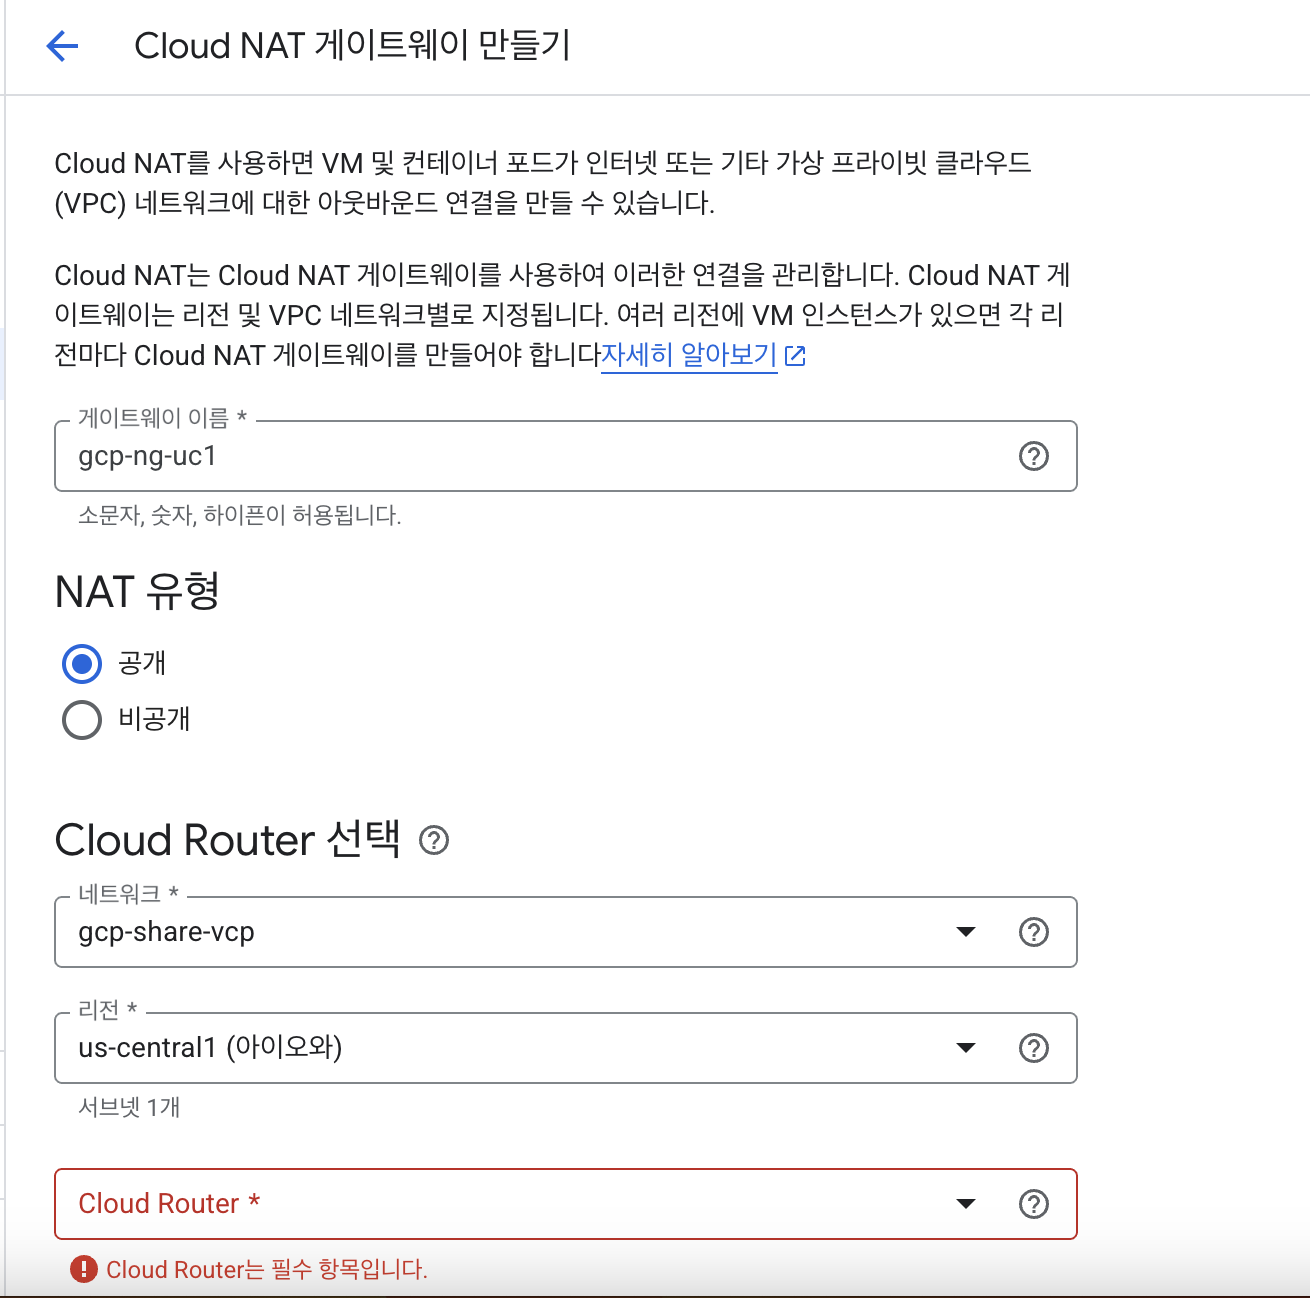 Cloud NAT 게이트웨이 만들기
Cloud NAT를 사용하면 VM 및 컨테이너 포드가 인터넷 또는 기타 가상 프라이빗 클라우드
(VPC) 네트워크에 대한 아웃바운드 연결을 만들 수 있습니다.
Cloud NAT는 Cloud NAT 게이트웨이를 사용하여 이러한 연결을 관리합니다. Cloud NAT 게
이트웨이는 리전 및 VPC 네트워크별로 지정됩니다. 여러 리전에 VM 인스턴스가 있으면 각 리
전마다 Cloud NAT 게이트웨이를 만들어야 합니다자세히 알아보기
게이트웨이 이름 *
gcp-ng-uc1
소문자, 숫자, 하이픈이 허용됩니다.
NAT 유형
공개
비공개
Cloud Router 선택
네트워크 *
gcp-share-vcp
리전 *
us-central1 (아이오와)
서브넷 1개
Cloud Router *
Cloud Router는 필수 항목입니다.